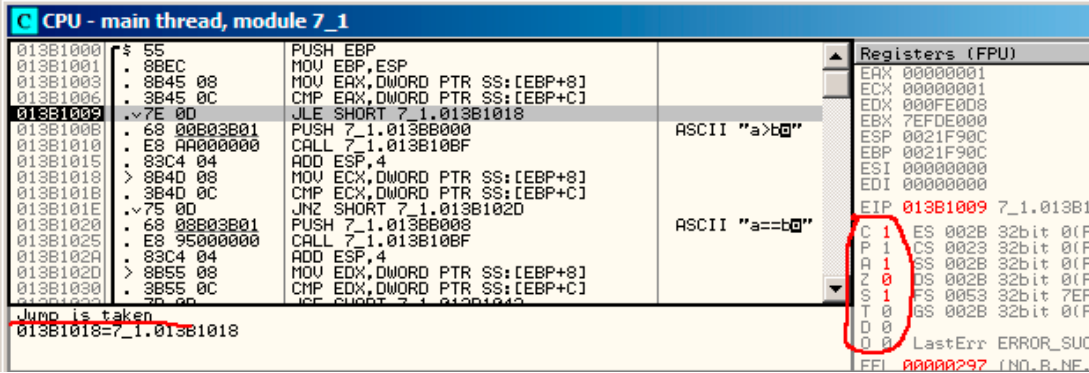 C CPU - main thread, module 7_1
013B1000 $ 55 PUSH EBP
013B1001 . 8BEC MOV EBP,ESP
013B1003 . 8B45 08 MOV EAX,DWORD PTR SS:[EBP+8]
013B1006 . 3B45 0C CMP EAX,DWORD PTR SS:[EBP+C]
013B1009 .v7E 0D JLE SHORT 7_1.013B1018
013B100B . 68 00B03B01 PUSH 7_1.013BB000 ASCII "a>b◙"
013B1010 . E8 AA000000 CALL 7_1.013B10BF
013B1015 . 83C4 04 ADD ESP,4
013B1018 > 8B4D 08 MOV ECX,DWORD PTR SS:[EBP+8]
013B101B . 3B4D 0C CMP ECX,DWORD PTR SS:[EBP+C]
013B101E .v75 0D JNZ SHORT 7_1.013B102D
013B1020 . 68 08B03B01 PUSH 7_1.013BB008 ASCII "a==b◙"
013B1025 . E8 95000000 CALL 7_1.013B10BF
013B102A . 83C4 04 ADD ESP,4
013B102D > 8B55 08 MOV EDX,DWORD PTR SS:[EBP+8]
013B1030 . 3B55 0C CMP EDX,DWORD PTR SS:[EBP+C]
Jump is taken
013B1018=7_1.013B1018
Registers (FPU)
EAX 00000001
ECX 00000001
EDX 000FE0D8
EBX 7EFDE000
ESP 0021F90C
EBP 0021F90C
ESI 00000000
EDI 00000000
EIP 013B1009 7_1.013B1
C 1 ES 002B 32bit 0(F
P 1 CS 0023 32bit 0(F
A 1 SS 002B 32bit 0(F
Z 0 DS 002B 32bit 0(F
S 1 FS 0053 32bit 7EF
T 0 GS 002B 32bit 0(F
D 0
O 0 LastErr ERROR_SUC
EFL 00000297 (NO,B,NE,